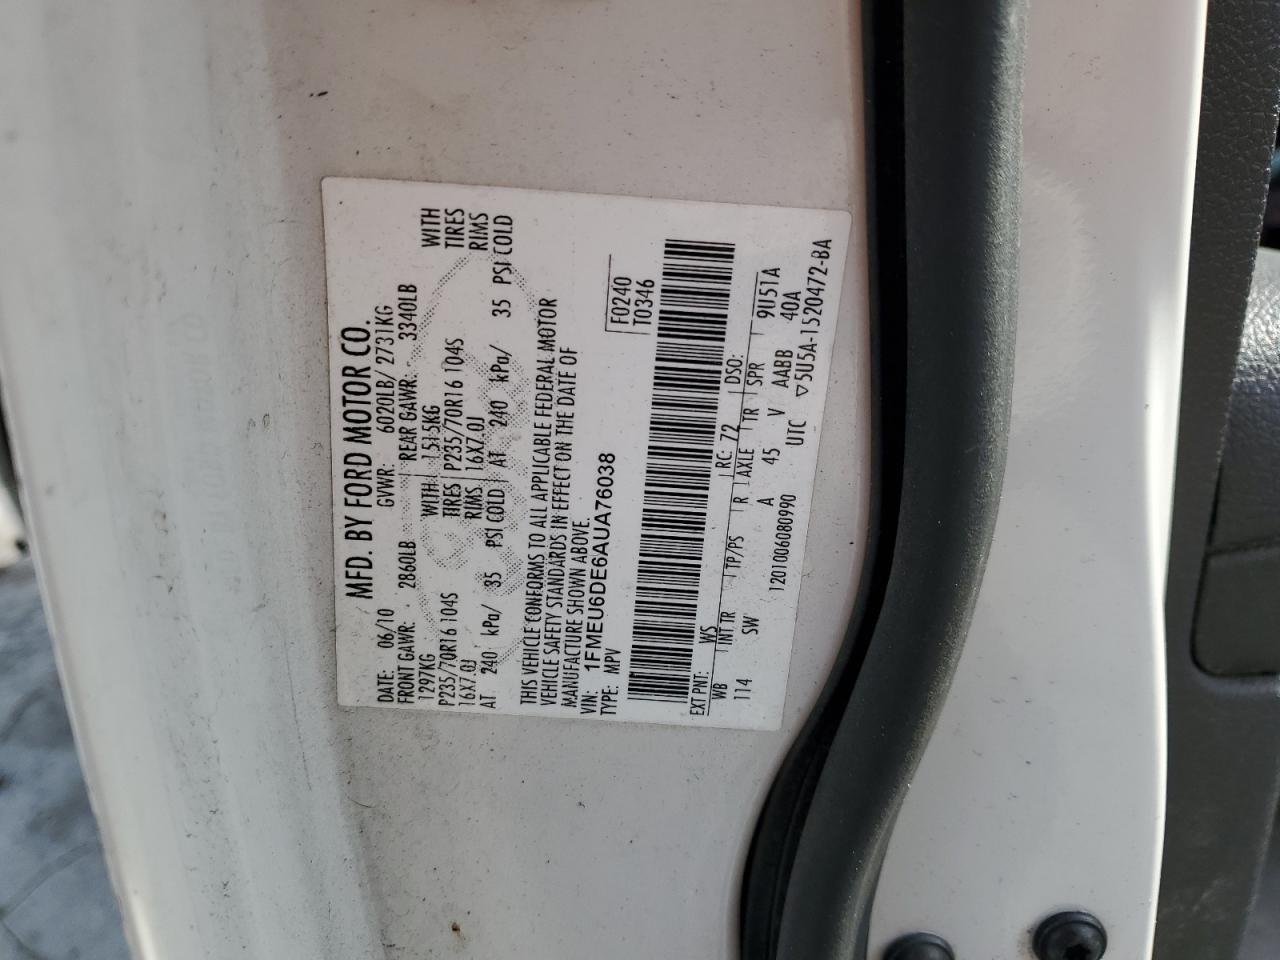 MFD. BY FORD MOTOR CO.
DATE: 06/10 GVWR: 6020LB/ 2731KG
FRONT GAWR: 2860LB REAR GAWR: 3340LB
1297KG WITH 1515KG WITH
P235/70R16 104S TIRES P235/70R16 104S TIRES
16X7.0J RIMS 16X7.0J RIMS
AT 240 kPa/ 35 PSI COLD AT 240 kPa/ 35 PSI COLD
THIS VEHICLE CONFORMS TO ALL APPLICABLE FEDERAL MOTOR
VEHICLE SAFETY STANDARDS IN EFFECT ON THE DATE OF
MANUFACTURE SHOWN ABOVE.
VIN: 1FMEU6DE6AUA76038 F0240
TYPE: MPV T0346
EXT PNT: WS RC: 72 DSO:
WB INT TR TP/PS R AXLE TR SPR 9U51A
114 SW A 45 V AABB 40A
1201006080990 UTC ▽5U5A-1520472-BA